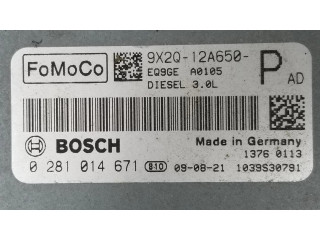 FoMoCo
9X2Q-12A650- P AD
EQ9GE A0105
DIESEL 3.0L
BOSCH
Made in Germany
1376 0113
0 281 014 671 810 09-08-21 1039S30791